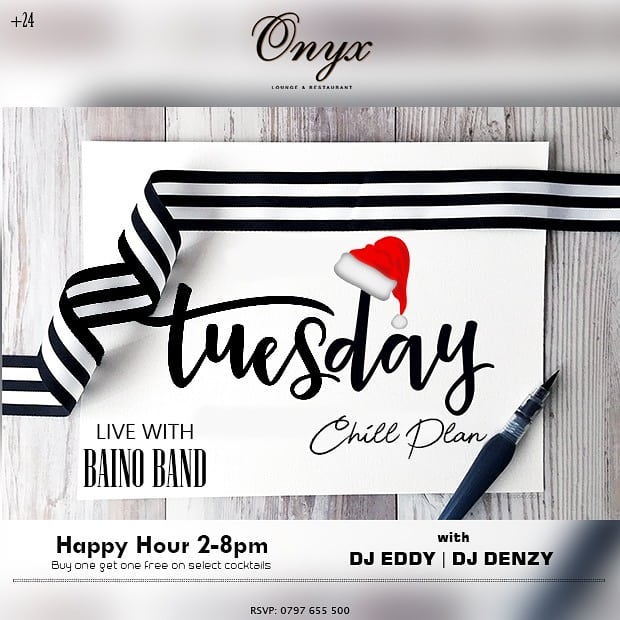 +24
Onyx
LOUNGE & RESTAURANT
tuesday
Chill Plan
LIVE WITH
BAINO BAND
Happy Hour 2-8pm
Buy one get one free on select cocktails
with
DJ EDDY | DJ DENZY
RSVP: 0797 655 500